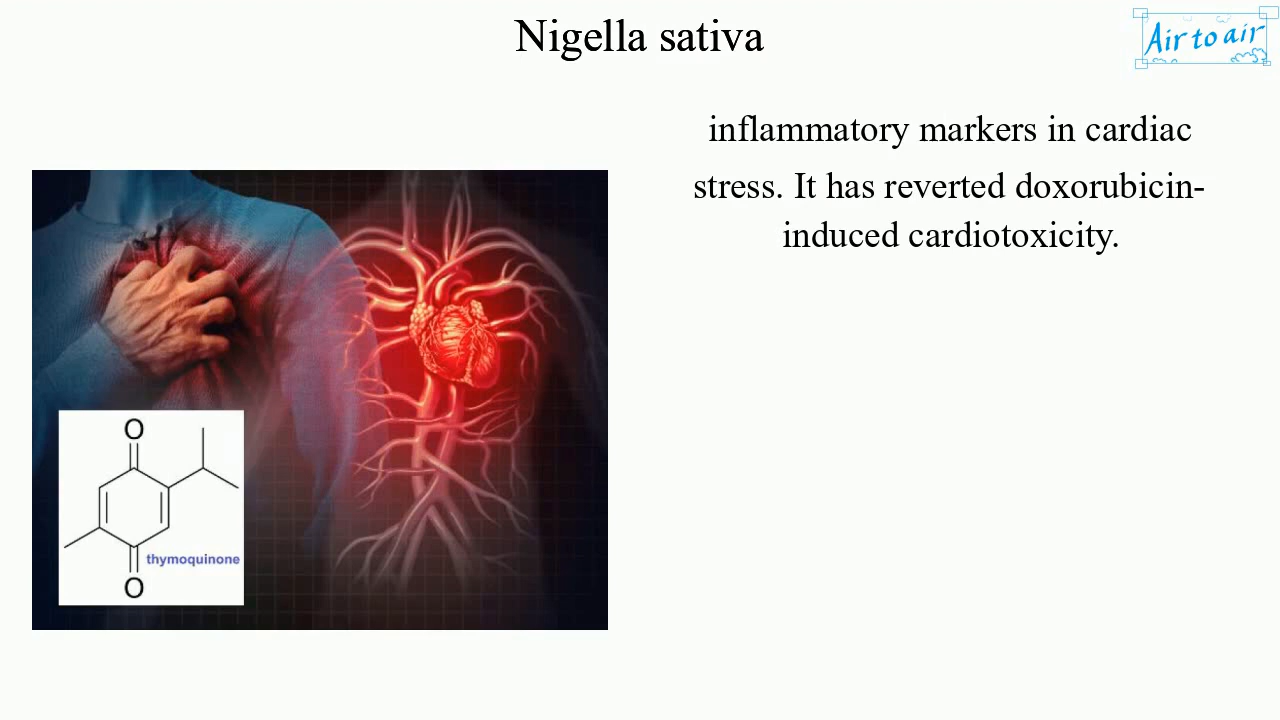 Nigella sativa
Air to air
inflammatory markers in cardiac
stress. It has reverted doxorubicin-
induced cardiotoxicity.
O
thymoquinone
O